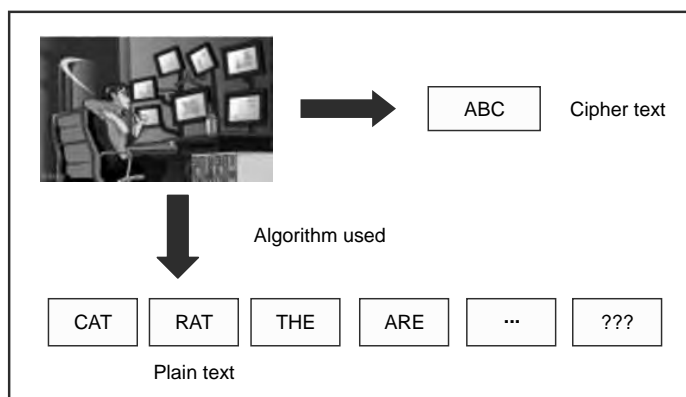 ABC Cipher text
Algorithm used
CAT RAT THE ARE ... ???
Plain text